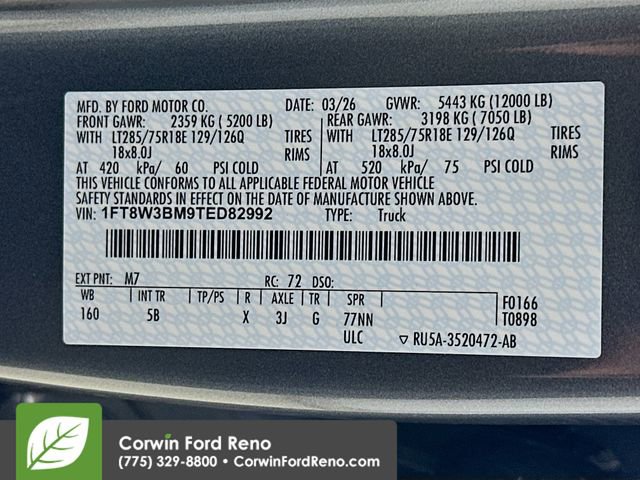 MFD. BY FORD MOTOR CO. DATE: 03/26 GVWR: 5443 KG (12000 LB)
FRONT GAWR: 2359 KG (5200 LB) REAR GAWR: 3198 KG (7050 LB)
WITH LT285/75R18E 129/126Q TIRES WITH LT285/75R18E 129/126Q TIRES
18x8.0J RIMS 18x8.0J RIMS
AT 420 kPa/ 60 PSI COLD AT 520 kPa/ 75 PSI COLD
THIS VEHICLE CONFORMS TO ALL APPLICABLE FEDERAL MOTOR VEHICLE
SAFETY STANDARDS IN EFFECT ON THE DATE OF MANUFACTURE SHOWN ABOVE.
VIN: 1FT8W3BM9TED82992 TYPE: Truck
EXT PNT: M7 RC: 72 DSO:
WB INT TR TP/PS R AXLE TR SPR F0166
160 5B X 3J G 77NN T0898
ULC RU5A-3520472-AB
Corwin Ford Reno
(775) 329-8800 • CorwinFordReno.com